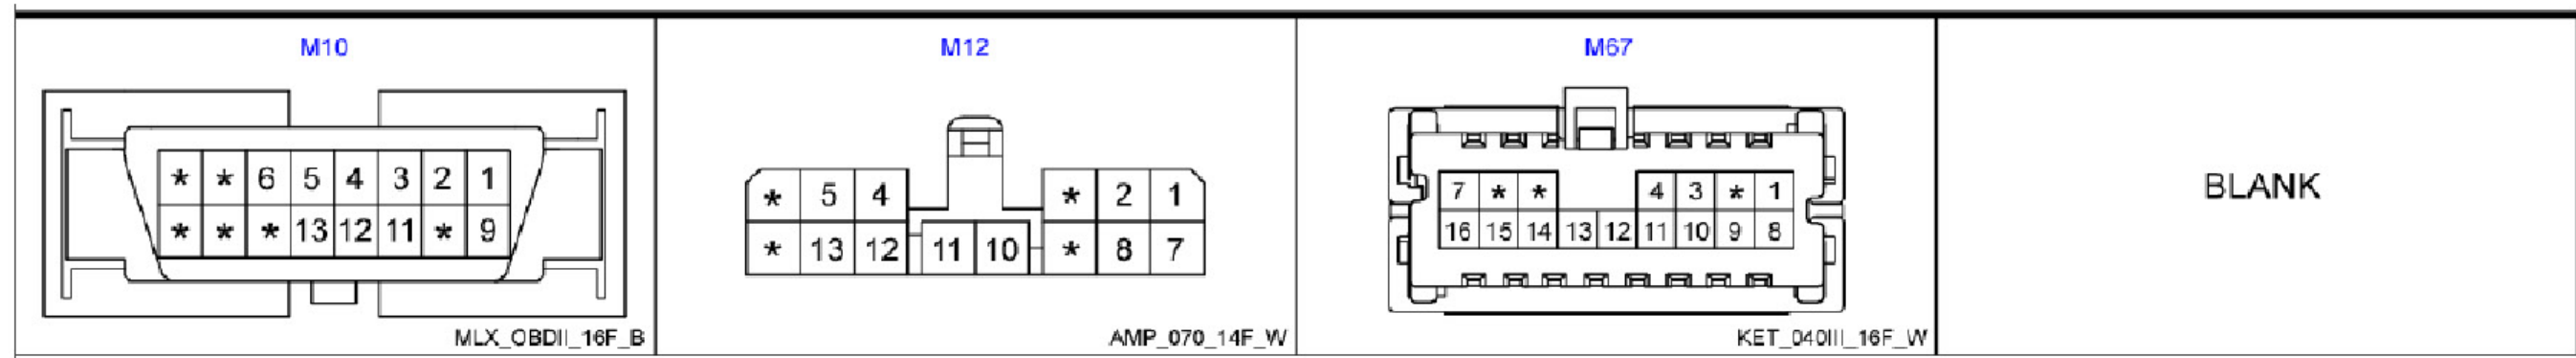 M10
* * 6 5 4 3 2 1
* * * 13 12 11 * 9
MLX_OBDII_16F_B
M12
* 5 4 * 2 1
* 13 12 11 10 * 8 7
AMP_070_14F_W
M67
7 * * 4 3 * 1
16 15 14 13 12 11 10 9 8
KET_040III_16F_W
BLANK